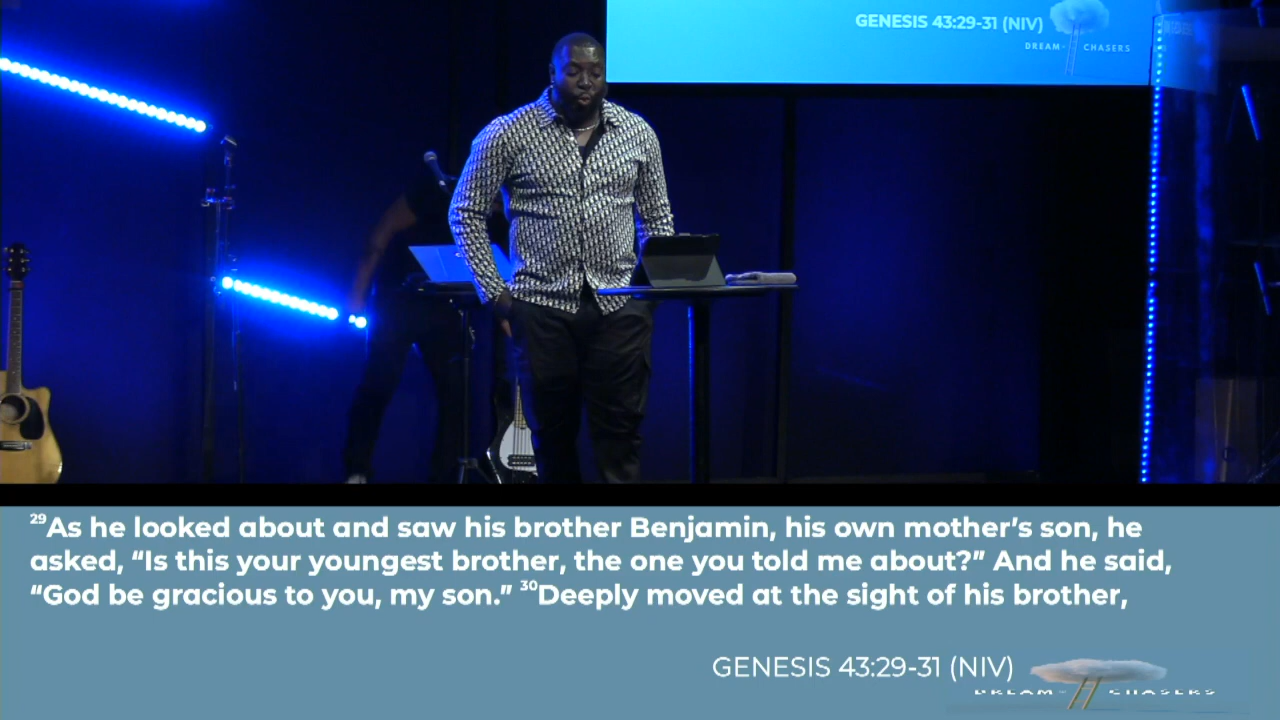 GENESIS 43:29-31 (NIV)
DREAM CHASERS
²⁹As he looked about and saw his brother Benjamin, his own mother’s son, he
asked, “Is this your youngest brother, the one you told me about?” And he said,
“God be gracious to you, my son.” ³⁰Deeply moved at the sight of his brother,
GENESIS 43:29-31 (NIV)
DREAM CHASERS